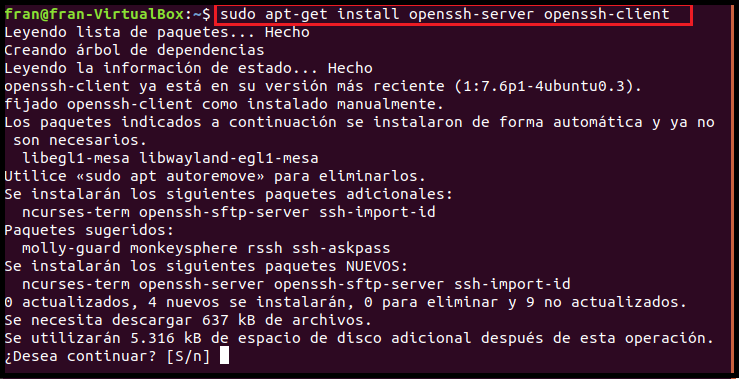 fran@fran-VirtualBox:~$ sudo apt-get install openssh-server openssh-client
Leyendo lista de paquetes... Hecho
Creando árbol de dependencias
Leyendo la información de estado... Hecho
openssh-client ya está en su versión más reciente (1:7.6p1-4ubuntu0.3).
fijado openssh-client como instalado manualmente.
Los paquetes indicados a continuación se instalaron de forma automática y ya no
son necesarios.
libegl1-mesa libwayland-egl1-mesa
Utilice «sudo apt autoremove» para eliminarlos.
Se instalarán los siguientes paquetes adicionales:
ncurses-term openssh-sftp-server ssh-import-id
Paquetes sugeridos:
molly-guard monkeysphere rssh ssh-askpass
Se instalarán los siguientes paquetes NUEVOS:
ncurses-term openssh-server openssh-sftp-server ssh-import-id
0 actualizados, 4 nuevos se instalarán, 0 para eliminar y 9 no actualizados.
Se necesita descargar 637 kB de archivos.
Se utilizarán 5.316 kB de espacio de disco adicional después de esta operación.
¿Desea continuar? [S/n]